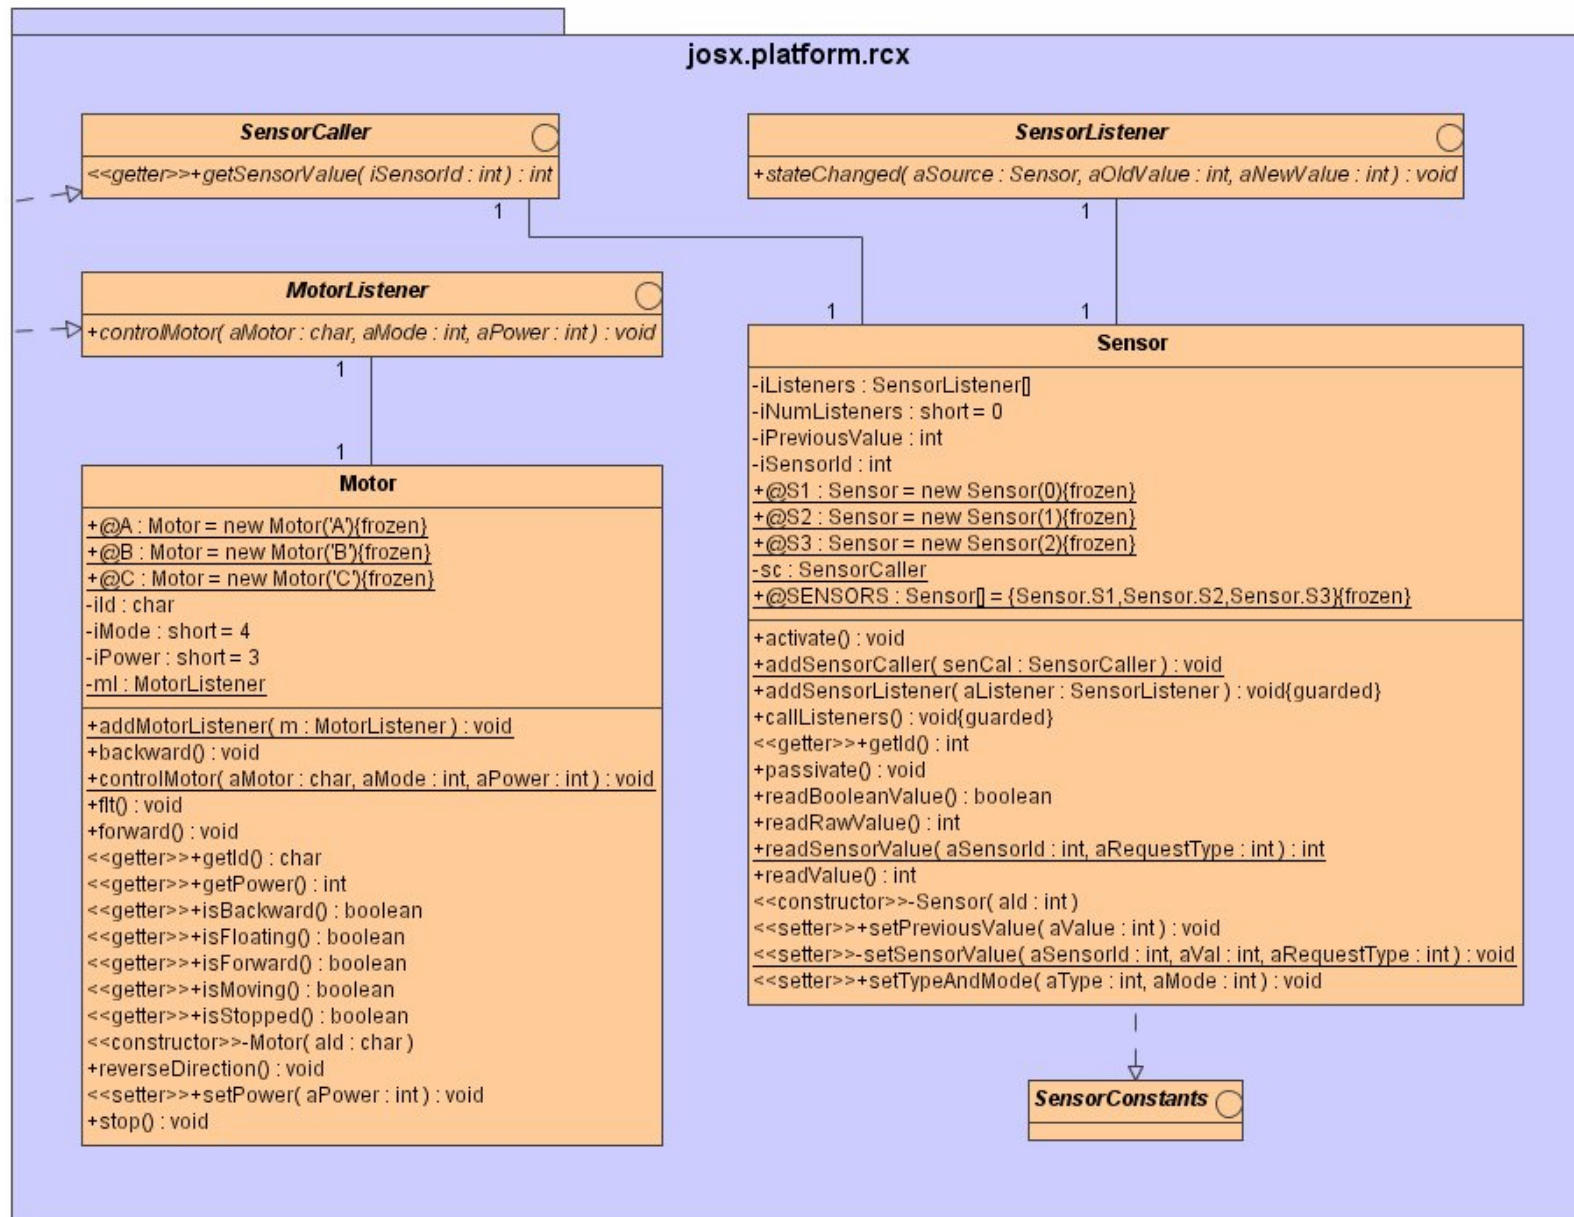 josx.platform.rcx
SensorCaller
<<getter>>+getSensorValue( iSensorId : int ) : int
1
1
SensorListener
+stateChanged( aSource : Sensor, aOldValue : int, aNewValue : int ) : void
1
1
MotorListener
+controlMotor( aMotor : char, aMode : int, aPower : int ) : void
1
1
Motor
+@A : Motor = new Motor('A'){frozen}
+@B : Motor = new Motor('B'){frozen}
+@C : Motor = new Motor('C'){frozen}
-iId : char
-iMode : short = 4
-iPower : short = 3
-ml : MotorListener
+addMotorListener( m : MotorListener ) : void
+backward() : void
+controlMotor( aMotor : char, aMode : int, aPower : int ) : void
+flt() : void
+forward() : void
<<getter>>+getId() : char
<<getter>>+getPower() : int
<<getter>>+isBackward() : boolean
<<getter>>+isFloating() : boolean
<<getter>>+isForward() : boolean
<<getter>>+isMoving() : boolean
<<getter>>+isStopped() : boolean
<<constructor>>-Motor( aId : char )
+reverseDirection() : void
<<setter>>+setPower( aPower : int ) : void
+stop() : void
Sensor
-iListeners : SensorListener[]
-iNumListeners : short = 0
-iPreviousValue : int
-iSensorId : int
+@S1 : Sensor = new Sensor(0){frozen}
+@S2 : Sensor = new Sensor(1){frozen}
+@S3 : Sensor = new Sensor(2){frozen}
-sc : SensorCaller
+@SENSORS : Sensor[] = {Sensor.S1,Sensor.S2,Sensor.S3}{frozen}
+activate() : void
+addSensorCaller( senCal : SensorCaller ) : void
+addSensorListener( aListener : SensorListener ) : void{guarded}
+callListeners() : void{guarded}
<<getter>>+getId() : int
+passivate() : void
+readBooleanValue() : boolean
+readRawValue() : int
+readSensorValue( aSensorId : int, aRequestType : int ) : int
+readValue() : int
<<constructor>>-Sensor( aId : int )
<<setter>>+setPreviousValue( aValue : int ) : void
<<setter>>-setSensorValue( aSensorId : int, aVal : int, aRequestType : int ) : void
<<setter>>+setTypeAndMode( aType : int, aMode : int ) : void
SensorConstants